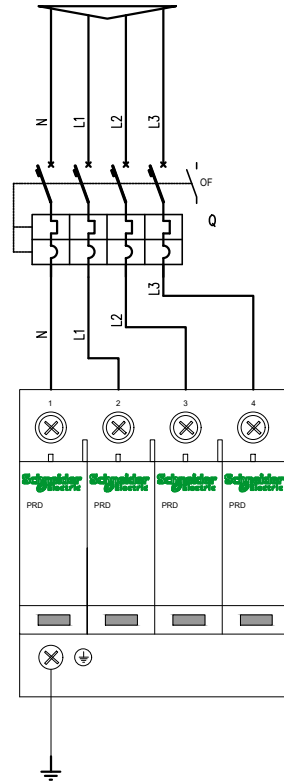 N L1 L2 L3
OF
Q
N L1 L2 L3
1 2 3 4
Schneider Electric Schneider Electric Schneider Electric Schneider Electric
PRD PRD PRD PRD